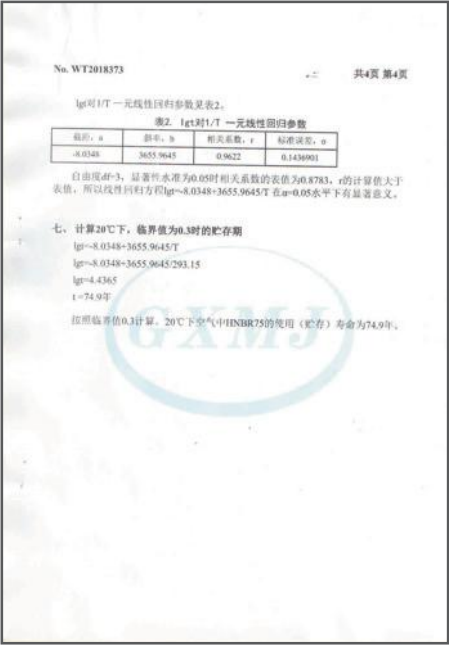 No. WT2018373
共4页 第4页
lgt对1/T 一元线性回归参数见表2。
表2. lgt对1/T 一元线性回归参数
截距, a 斜率, b 相关系数, r 标准误差, σ
-8.0348 3655.9645 0.9622 0.1436901
自由度df=3, 显著性水准为0.05时相关系数的表值为0.8783, r的计算值大于
表值, 所以线性回归方程lgt=-8.0348+3655.9645/T 在α=0.05水平下有显著意义。
七、计算20℃下, 临界值为0.3时的贮存期
lgt=-8.0348+3655.9645/T
lgt=-8.0348+3655.9645/293.15
lgt=4.4365
t =74.9年
GXMJ
按照临界值0.3计算, 20℃下空气中HNBR75的使用（贮存）寿命为74.9年。